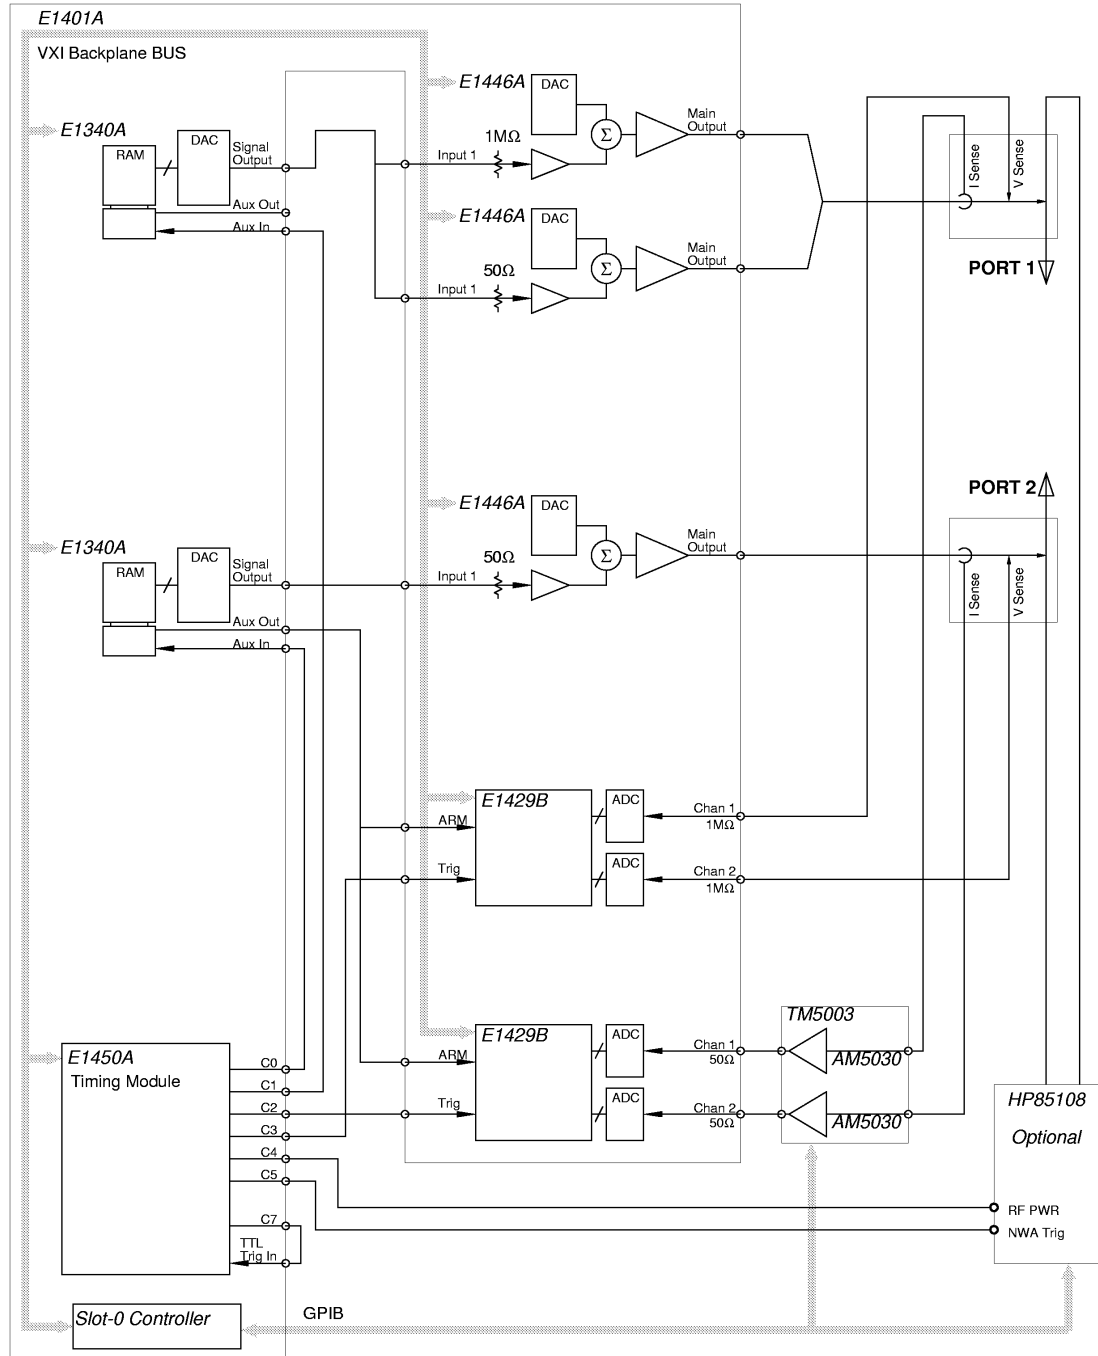 E1401A
VXI Backplane BUS
E1446A
DAC
Σ
1MΩ
Input 1
Main
Output
E1340A
RAM
DAC
Signal
Output
Aux Out
Aux In
E1446A
DAC
Σ
50Ω
Input 1
Main
Output
I Sense
V Sense
PORT 1
PORT 2
E1446A
DAC
Σ
50Ω
Input 1
Main
Output
I Sense
V Sense
E1340A
RAM
DAC
Signal
Output
Aux Out
Aux In
E1429B
ARM
Trig
ADC
Chan 1
1MΩ
ADC
Chan 2
1MΩ
E1429B
ARM
Trig
ADC
Chan 1
50Ω
ADC
Chan 2
50Ω
TM5003
AM5030
AM5030
E1450A
Timing Module
C0
C1
C2
C3
C4
C5
C7
TTL
Trig In
HP85108
Optional
RF PWR
NWA Trig
Slot-0 Controller
GPIB